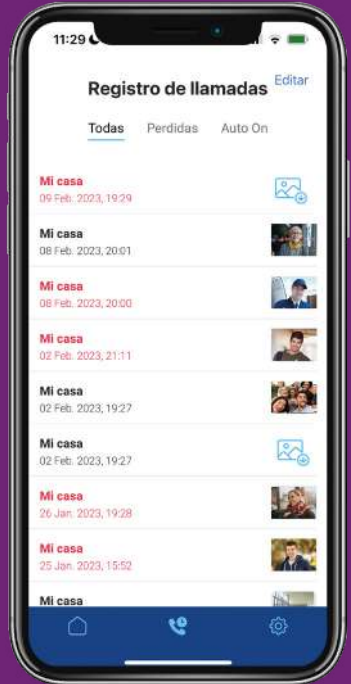 11:29
Registro de llamadas
Editar
Todas Perdidas Auto On
Mi casa
09 Feb. 2023, 19:29
Mi casa
08 Feb. 2023, 20:01
Mi casa
08 Feb. 2023, 20:00
Mi casa
02 Feb. 2023, 21:11
Mi casa
02 Feb. 2023, 19:27
Mi casa
02 Feb. 2023, 19:27
Mi casa
26 Jan. 2023, 19:28
Mi casa
25 Jan. 2023, 15:52
Mi casa